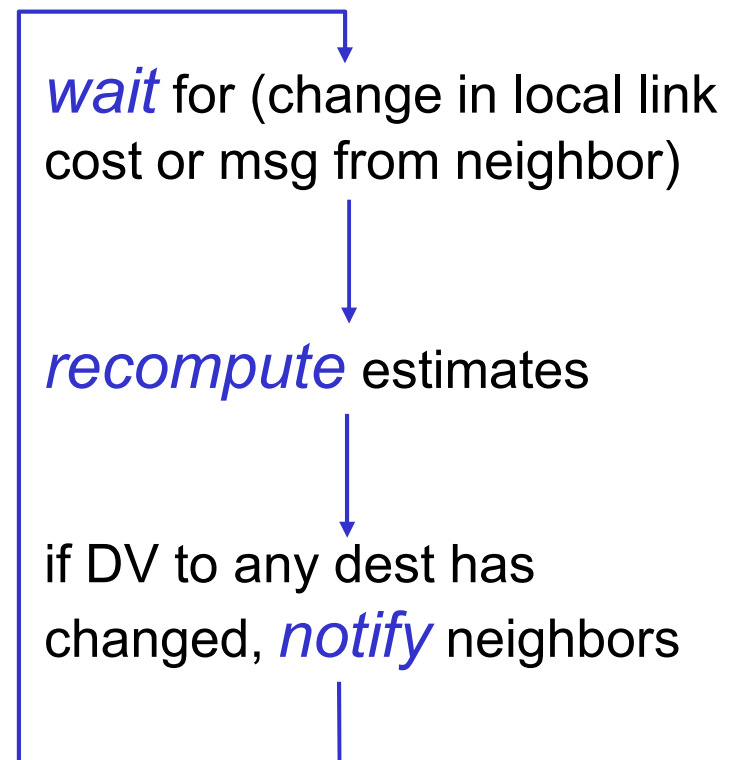 wait for (change in local link
cost or msg from neighbor)
recompute estimates
if DV to any dest has
changed, notify neighbors